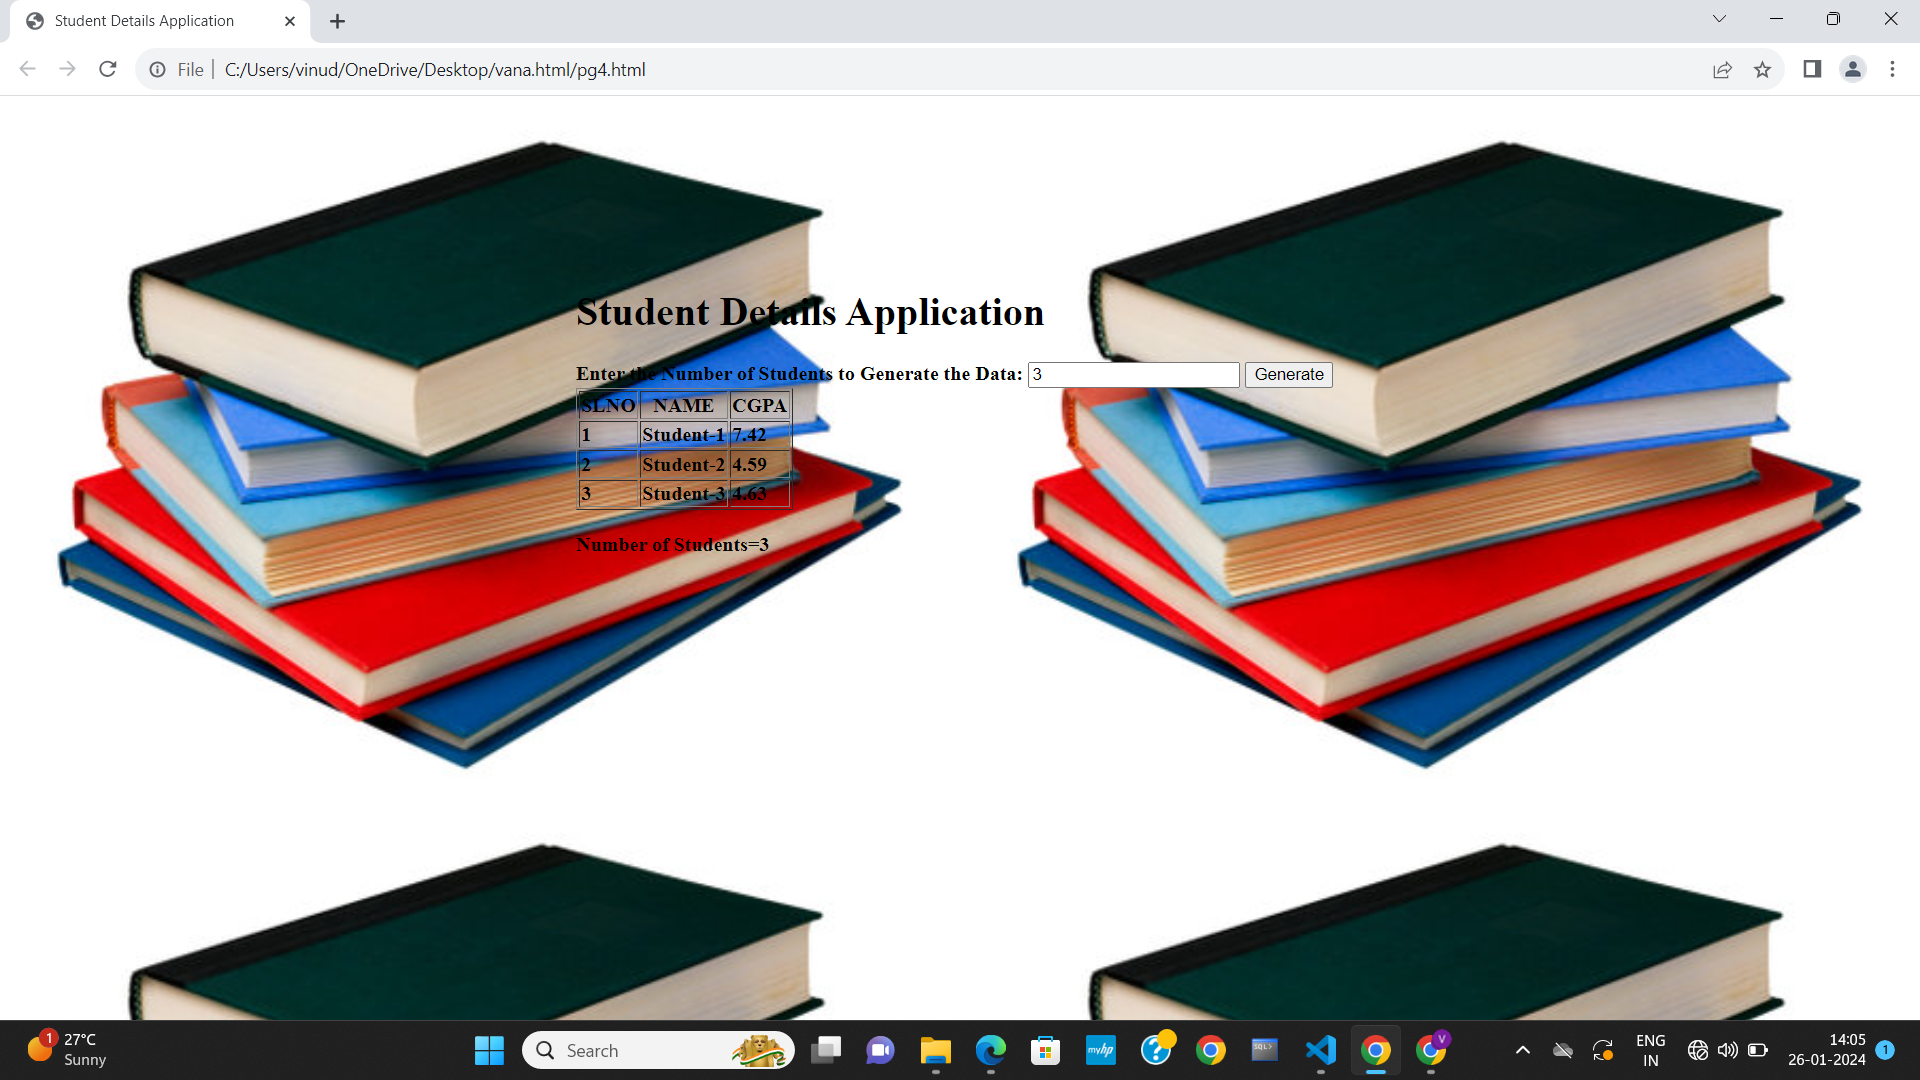 Student Details Application
File
C:/Users/vinud/OneDrive/Desktop/vana.html/pg4.html
Student Details Application
Enter the Number of Students to Generate the Data: 3 Generate
SLNO NAME CGPA
1 Student-1 7.42
2 Student-2 4.59
3 Student-3 4.63
Number of Students=3
1
27°C
Sunny
Search
myhp
SQL>
V
ENG
IN
14:05
26-01-2024
1